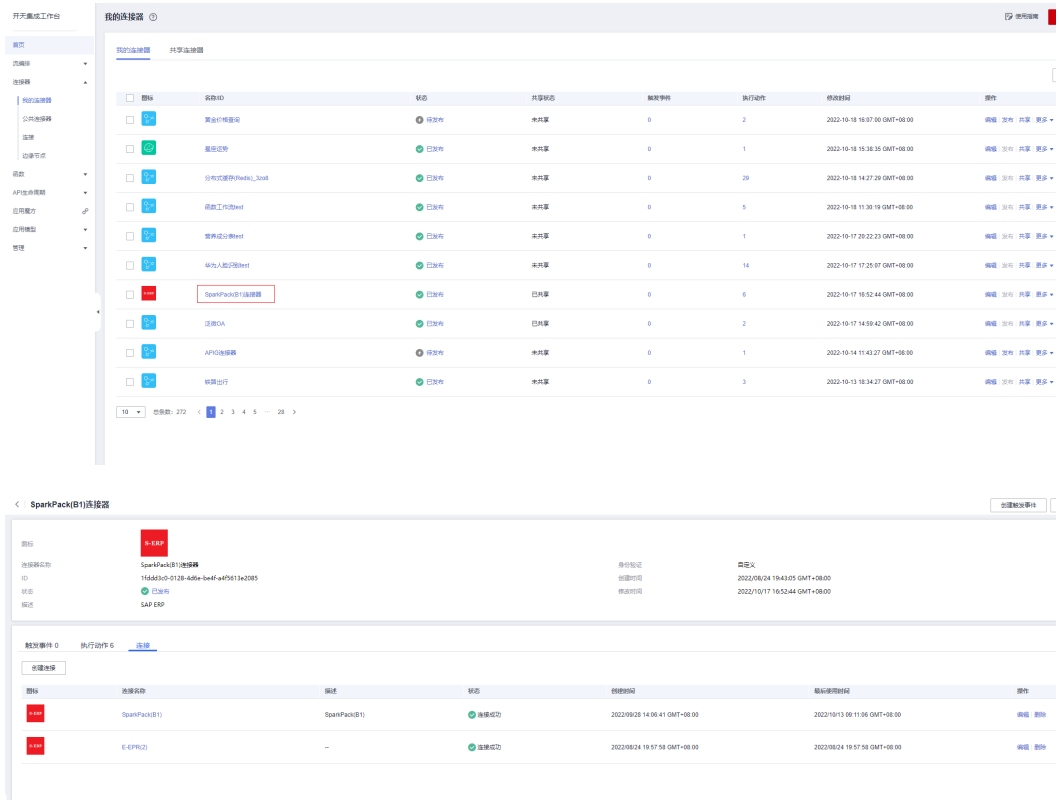 开天集成工作台
我的连接器
使用指南
首页
流编排
连接器
我的连接器
公共连接器
连接
边缘节点
函数
API生命周期
应用魔方
应用模型
管理
我的连接器 共享连接器
图标 名称/ID 状态 共享状态 触发事件 执行动作 修改时间 操作
黄金价格查询 待发布 未共享 0 2 2022-10-18 16:07:00 GMT+08:00 编辑 发布 共享 更多
星座运势 已发布 未共享 0 1 2022-10-18 15:38:35 GMT+08:00 编辑 发布 共享 更多
分布式缓存(Redis)_3zo8 已发布 未共享 0 29 2022-10-18 14:27:29 GMT+08:00 编辑 发布 共享 更多
函数工作流test 已发布 未共享 0 5 2022-10-18 11:30:19 GMT+08:00 编辑 发布 共享 更多
营养成分表test 已发布 未共享 0 1 2022-10-17 20:22:23 GMT+08:00 编辑 发布 共享 更多
华为人脸识别test 已发布 未共享 0 14 2022-10-17 17:25:07 GMT+08:00 编辑 发布 共享 更多
S-ERP SparkPack(B1)连接器 已发布 已共享 0 6 2022-10-17 16:52:44 GMT+08:00 编辑 发布 共享 更多
泛微OA 已发布 已共享 0 2 2022-10-17 14:59:42 GMT+08:00 编辑 发布 共享 更多
APIG连接器 待发布 未共享 0 1 2022-10-14 11:43:27 GMT+08:00 编辑 发布 共享 更多
联掌出行 已发布 未共享 0 3 2022-10-13 18:34:27 GMT+08:00 编辑 发布 共享 更多
10 总条数: 272 < 1 2 3 4 5 ··· 28 >
< SparkPack(B1)连接器
创建触发事件
图标 S-ERP
连接器名称 SparkPack(B1)连接器 身份验证 自定义
ID 1fddd3c0-0128-4d6e-be4f-a4f5613e2085 创建时间 2022/08/24 19:43:05 GMT+08:00
状态 已发布 修改时间 2022/10/17 16:52:44 GMT+08:00
描述 SAP ERP
触发事件 0 执行动作 6 连接
创建连接
图标 连接名称 描述 状态 创建时间 最后使用时间 操作
S-ERP SparkPack(B1) SparkPack(B1) 连接成功 2022/09/28 14:06:41 GMT+08:00 2022/10/13 09:11:06 GMT+08:00 编辑 删除
S-ERP E-EPR(2) -- 连接成功 2022/08/24 19:57:58 GMT+08:00 2022/08/24 19:57:58 GMT+08:00 编辑 删除